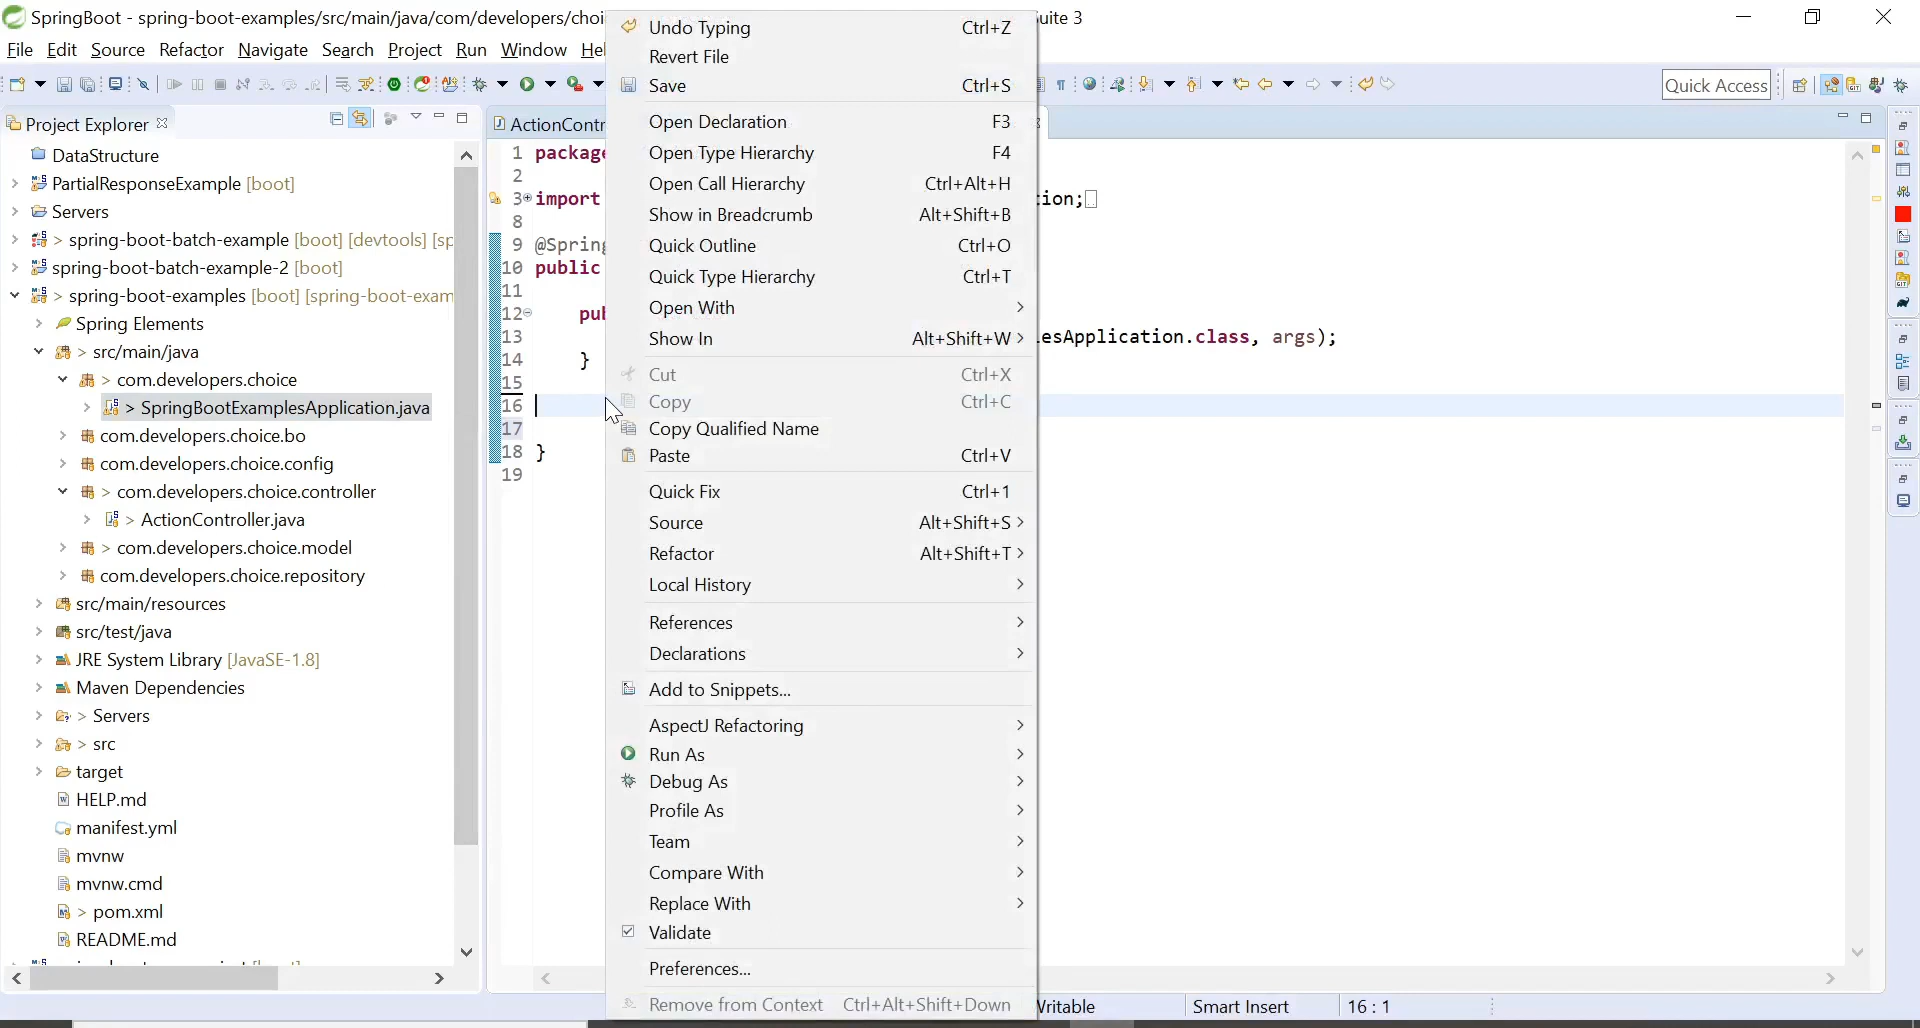 SpringBoot - spring-boot-examples/src/main/java/com/developers/choi
uite 3
File Edit Source Refactor Navigate Search Project Run Window Hel
Quick Access
Project Explorer
DataStructure
PartialResponseExample [boot]
Servers
> spring-boot-batch-example [boot] [devtools] [sp
spring-boot-batch-example-2 [boot]
> spring-boot-examples [boot] [spring-boot-exam
Spring Elements
> src/main/java
> com.developers.choice
> SpringBootExamplesApplication.java
com.developers.choice.bo
com.developers.choice.config
> com.developers.choice.controller
> ActionController.java
> com.developers.choice.model
com.developers.choice.repository
src/main/resources
src/test/java
JRE System Library [JavaSE-1.8]
Maven Dependencies
> Servers
> src
target
HELP.md
manifest.yml
mvnw
mvnw.cmd
> pom.xml
README.md
ActionContr
1 package
2
3 import ion;
8
9 @Spring
10 public
11
12 pub
13 esApplication.class, args);
14 }
15
16
17
18 }
19
Undo Typing Ctrl+Z
Revert File
Save Ctrl+S
Open Declaration F3
Open Type Hierarchy F4
Open Call Hierarchy Ctrl+Alt+H
Show in Breadcrumb Alt+Shift+B
Quick Outline Ctrl+O
Quick Type Hierarchy Ctrl+T
Open With >
Show In Alt+Shift+W >
Cut Ctrl+X
Copy Ctrl+C
Copy Qualified Name
Paste Ctrl+V
Quick Fix Ctrl+1
Source Alt+Shift+S >
Refactor Alt+Shift+T >
Local History >
References >
Declarations >
Add to Snippets...
AspectJ Refactoring >
Run As >
Debug As >
Profile As >
Team >
Compare With >
Replace With >
Validate
Preferences...
Remove from Context Ctrl+Alt+Shift+Down
Writable
Smart Insert
16 : 1